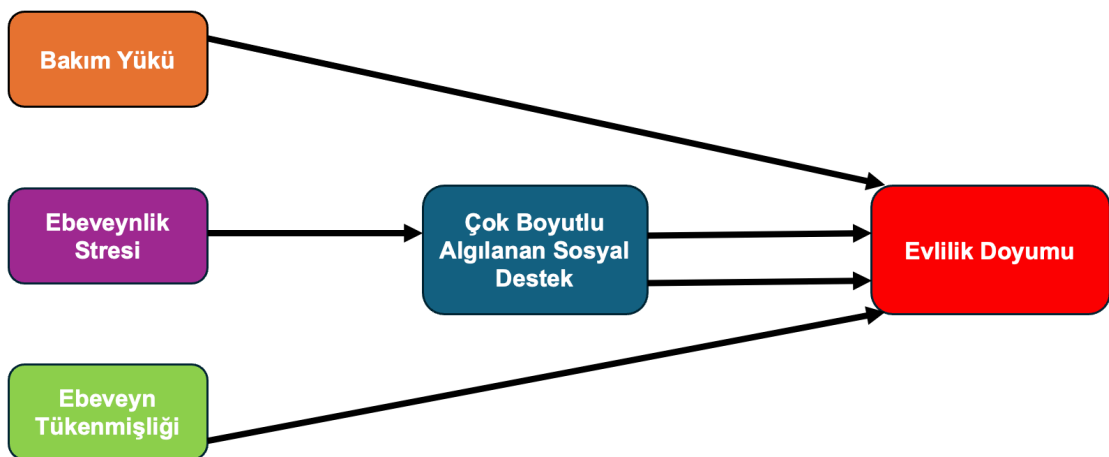 Bakım Yükü
Ebeveynlik
Stresi
Çok Boyutlu
Algılanan Sosyal
Destek
Evlilik Doyumu
Ebeveyn
Tükenmişliği